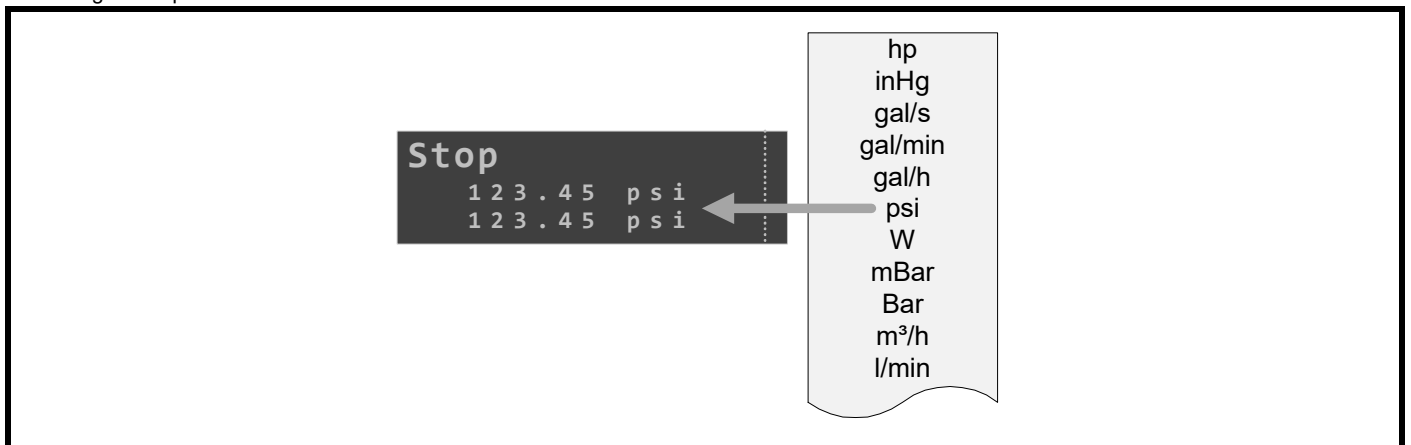 Stop
123.45 psi
123.45 psi
hp
inHg
gal/s
gal/min
gal/h
psi
W
mBar
Bar
m³/h
l/min